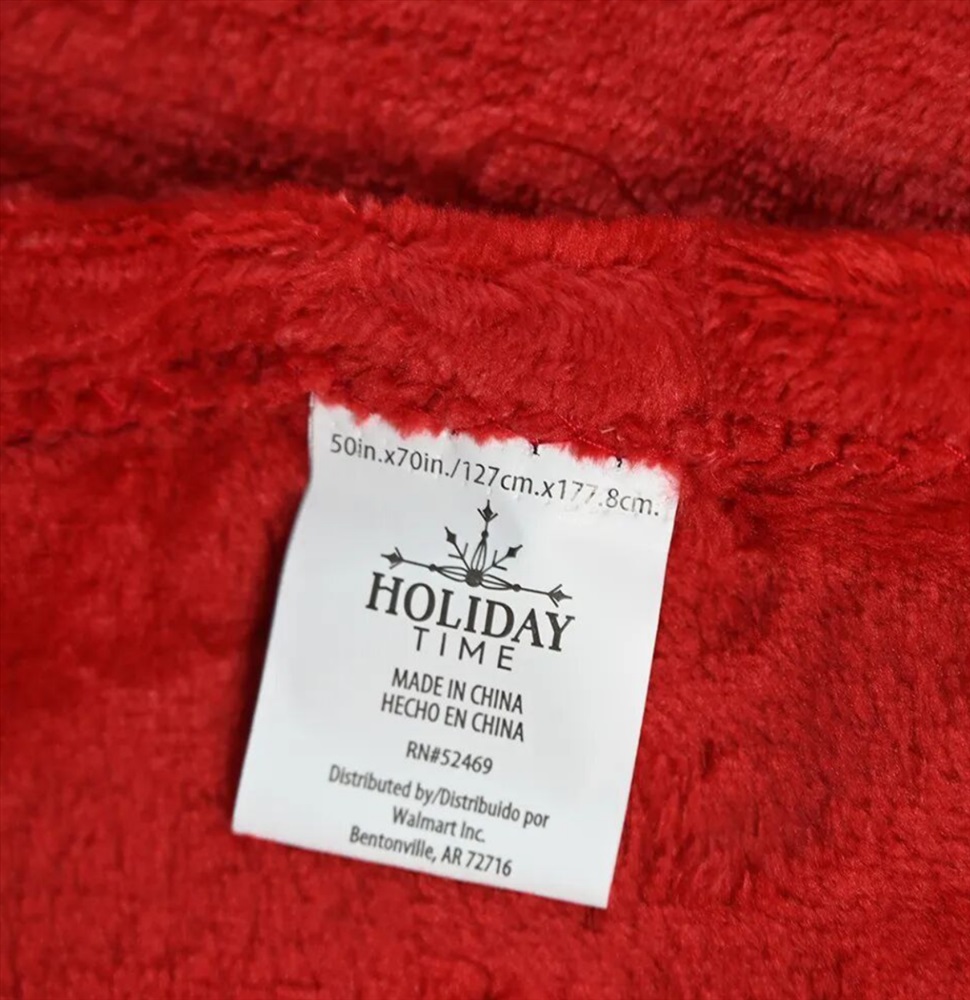 50in.x70in./127cm.x177.8cm.
HOLIDAY
TIME
MADE IN CHINA
HECHO EN CHINA
RN#52469
Distributed by/Distribuido por
Walmart Inc.
Bentonville, AR 72716